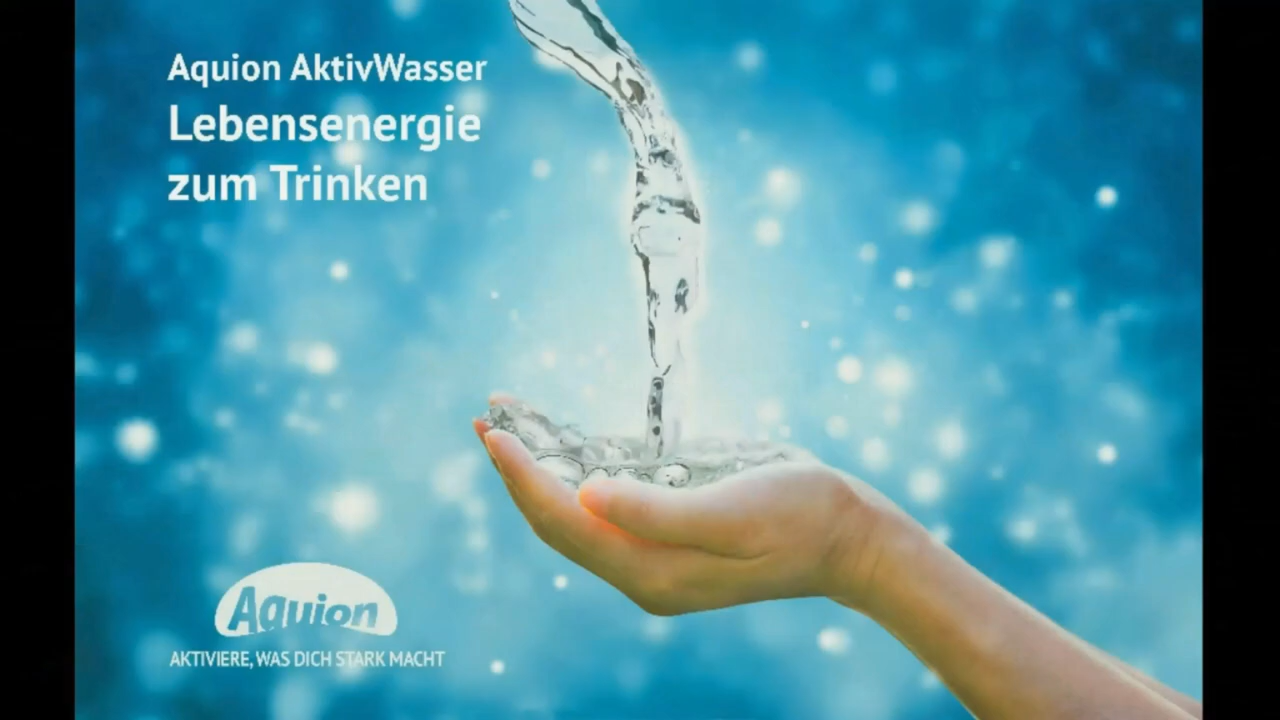 Aquion AktivWasser
Lebensenergie
zum Trinken
Aquion
AKTIVIERE, WAS DICH STARK MACHT